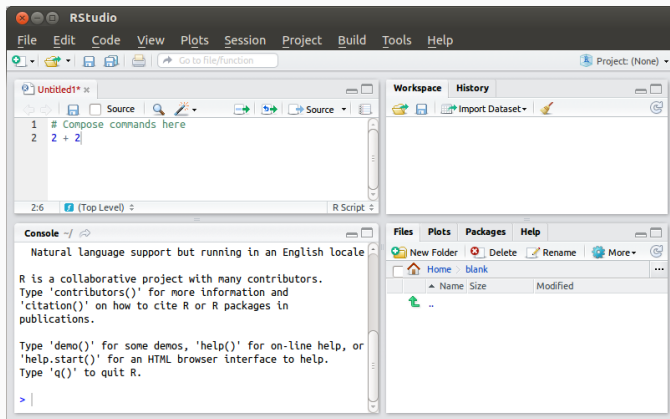 RStudio
File Edit Code View Plots Session Project Build Tools Help
Go to file/function
Project: (None)
Untitled1*
Source
Source
1 # Compose commands here
2 2 + 2
2:6 (Top Level) R Script
Workspace History
Import Dataset
Console ~/
Natural language support but running in an English locale
R is a collaborative project with many contributors.
Type 'contributors()' for more information and
'citation()' on how to cite R or R packages in
publications.
Type 'demo()' for some demos, 'help()' for on-line help, or
'help.start()' for an HTML browser interface to help.
Type 'q()' to quit R.
>
Files Plots Packages Help
New Folder Delete Rename More
Home blank ...
Name Size Modified
..